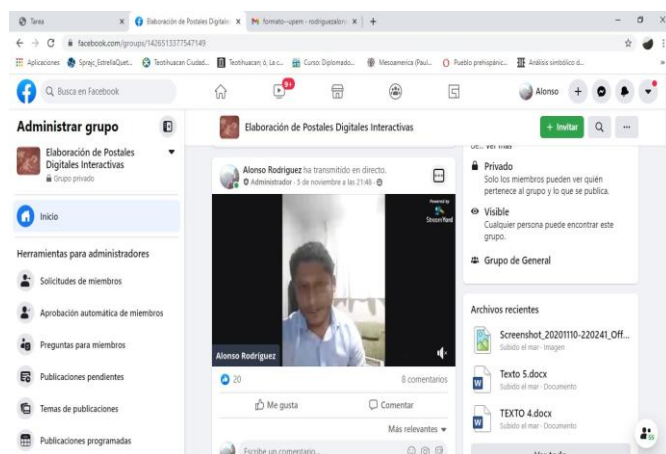 Tarea
Elaboración de Postales Digitales
facebook.com/groups/1426513377547149
Aplicaciones
Teotihuacan Ciudad...
Teotihuacan; ó, La c...
Curso: Diplomado...
Mesoamerica (Paul...
Pueblo prehispánic...
Análisis simbólico d...
Busca en Facebook
9+
Alonso
Administrar grupo
Elaboración de Postales
Digitales Interactivas
Grupo privado
Inicio
Herramientas para administradores
Solicitudes de miembros
Aprobación automática de miembros
Preguntas para miembros
Publicaciones pendientes
Temas de publicaciones
Publicaciones programadas
Elaboración de Postales Digitales Interactivas
+ Invitar
Alonso Rodriguez ha transmitido en directo.
Administrador · 5 de noviembre a las 21:48
Powered by
StreamYard
Alonso Rodríguez
20
8 comentarios
Me gusta
Comentar
Más relevantes
Escribe un comentario...
Privado
Solo los miembros pueden ver quién
pertenece al grupo y lo que se publica.
Visible
Cualquier persona puede encontrar este
grupo.
Grupo de General
Archivos recientes
Screenshot_20201110-220241_Off...
Subido el mar · Imagen
Texto 5.docx
Subido el mar · Documento
TEXTO 4.docx
Subido el mar · Documento